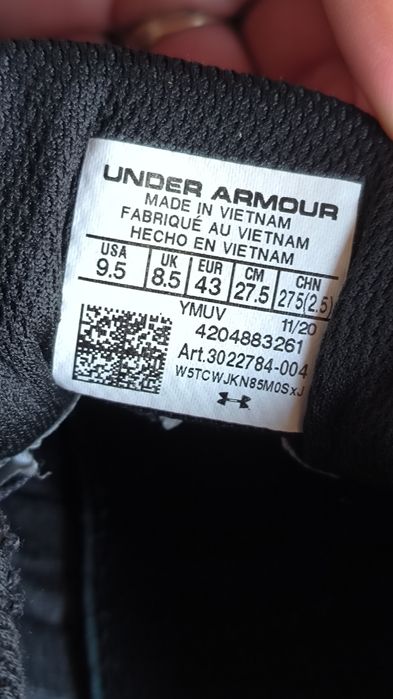 UNDER ARMOUR
MADE IN VIETNAM
FABRIQUÉ AU VIETNAM
HECHO EN VIETNAM
USA UK EUR CM CHN
9.5 8.5 43 27.5 275(2.5)
YMUV 11/20
4204883261
Art.3022784-004
W5TCWJKN85M0SxJ